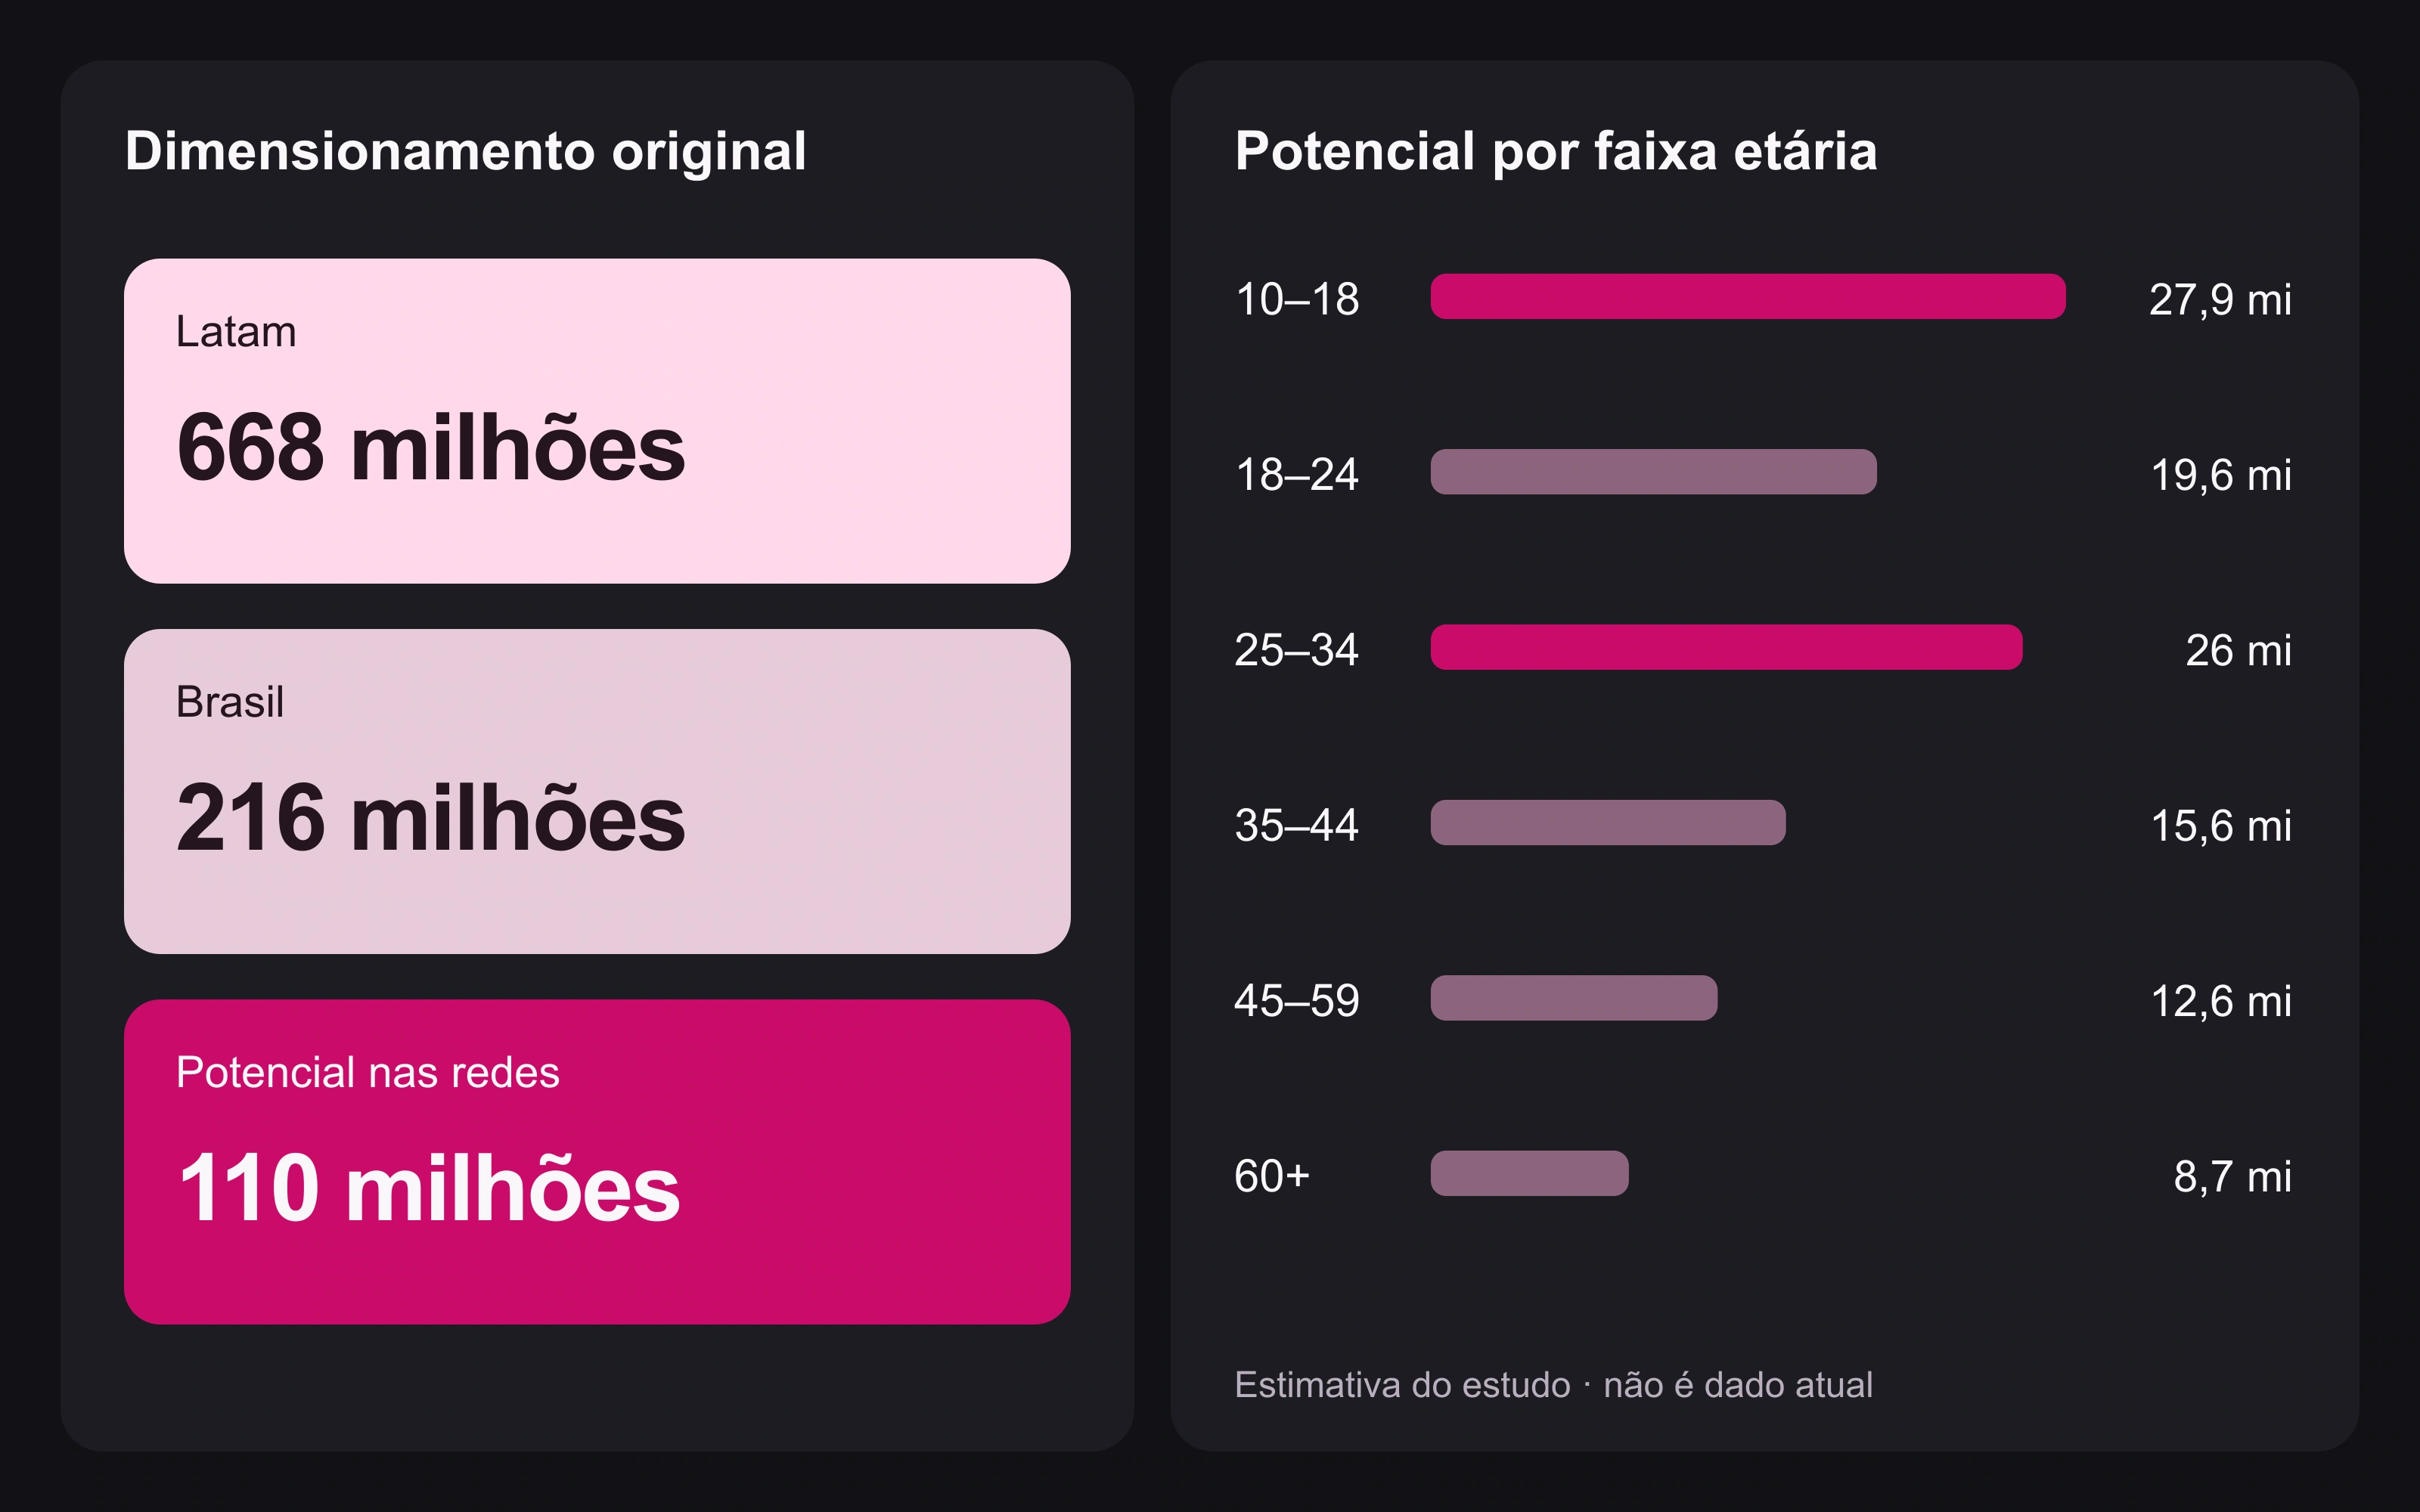 Dimensionamento original
Latam
668 milhões
Brasil
216 milhões
Potencial nas redes
110 milhões
Potencial por faixa etária
10–18 27,9 mi
18–24 19,6 mi
25–34 26 mi
35–44 15,6 mi
45–59 12,6 mi
60+ 8,7 mi
Estimativa do estudo · não é dado atual